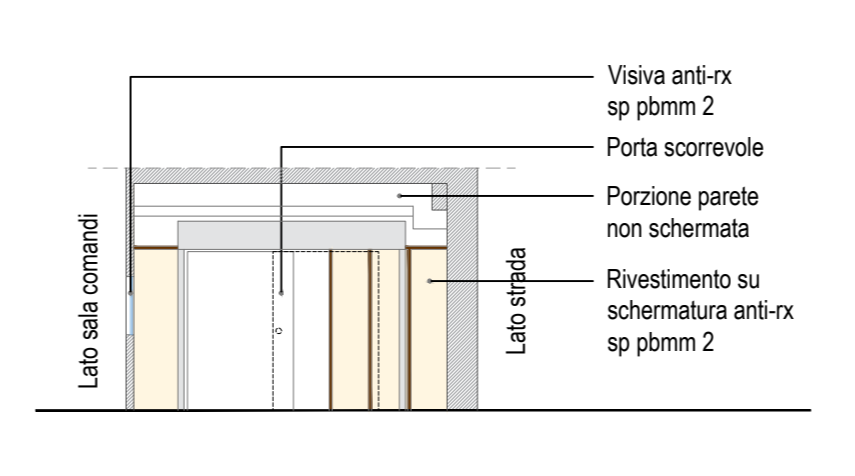 Visiva anti-rx
sp pbmm 2
Porta scorrevole
Porzione parete
non schermata
Rivestimento su
schermatura anti-rx
sp pbmm 2
Lato sala comandi
Lato strada